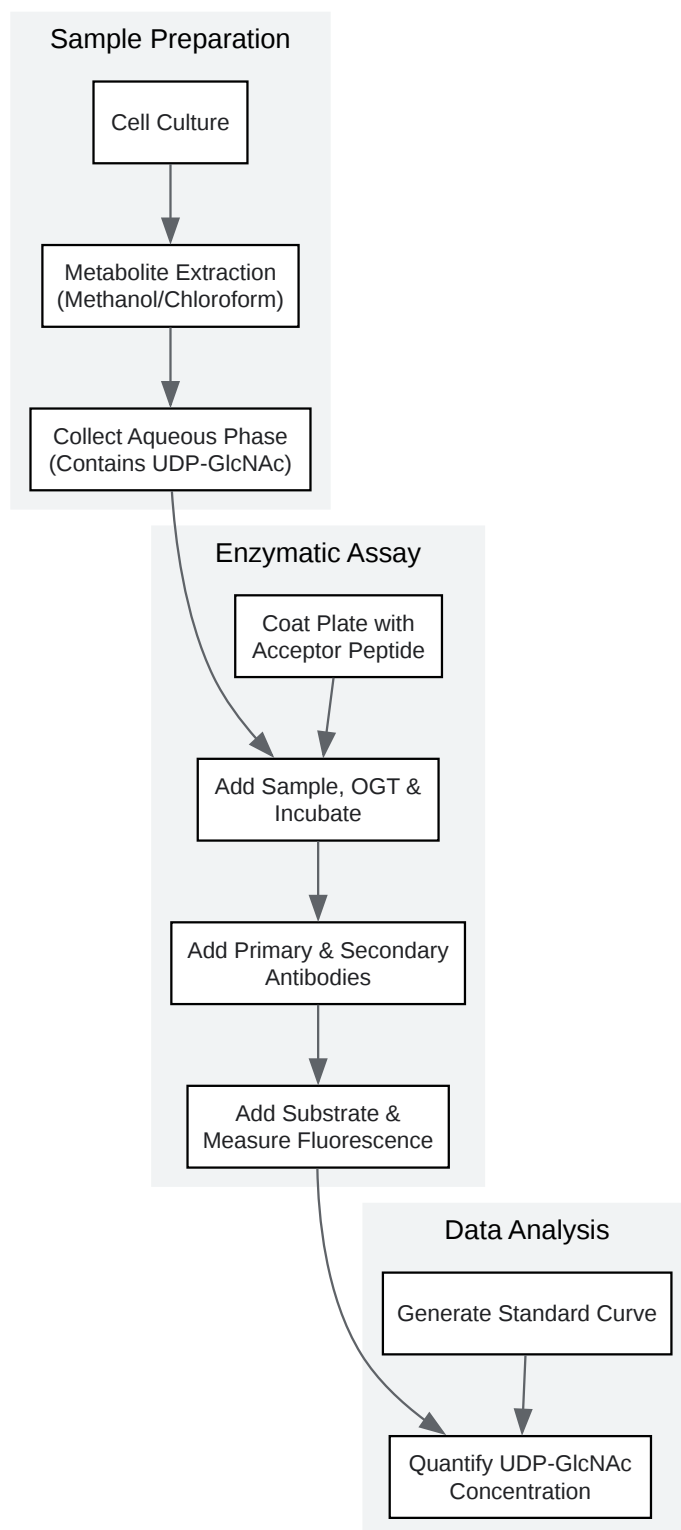 Sample Preparation
Cell Culture
Metabolite Extraction
(Methanol/Chloroform)
Collect Aqueous Phase
(Contains UDP-GlcNAc)
Enzymatic Assay
Coat Plate with
Acceptor Peptide
Add Sample, OGT &
Incubate
Add Primary & Secondary
Antibodies
Add Substrate &
Measure Fluorescence
Data Analysis
Generate Standard Curve
Quantify UDP-GlcNAc
Concentration